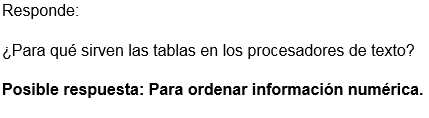 Responde:
¿Para qué sirven las tablas en los procesadores de texto?
Posible respuesta: Para ordenar información numérica.